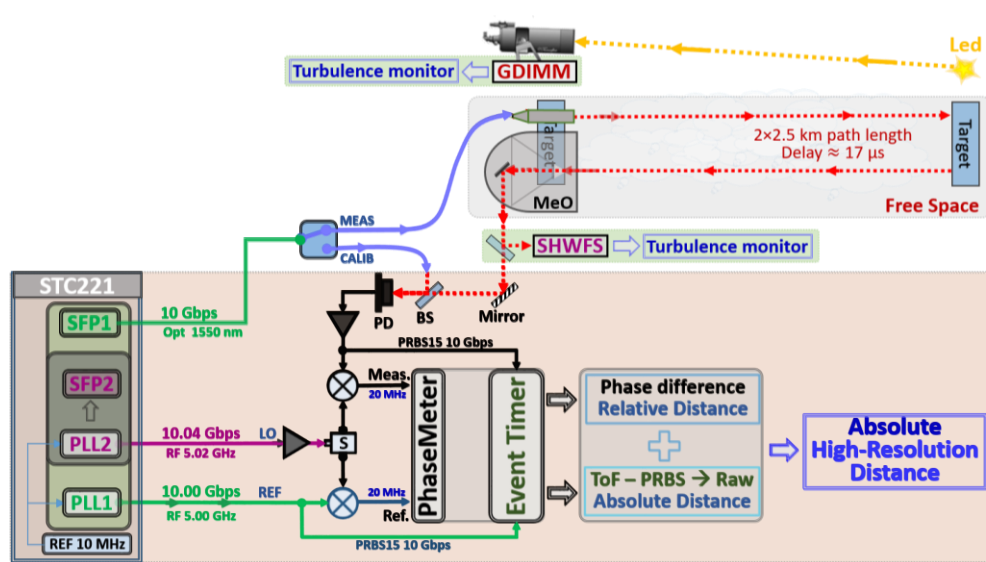 Led
Turbulence monitor
GDIMM
Target
Target
2×2.5 km path length
Delay ≈ 17 µs
MeO
Free Space
MEAS
CALIB
SHWFS
Turbulence monitor
STC221
SFP1
10 Gbps
Opt 1550 nm
PD
BS
Mirror
PRBS15 10 Gbps
SFP2
Meas.
20 MHz
PhaseMeter
Event Timer
Phase difference
Relative Distance
PLL2
10.04 Gbps
RF 5.02 GHz
LO
S
Absolute
High-Resolution
Distance
ToF – PRBS → Raw
Absolute Distance
PLL1
10.00 Gbps
RF 5.00 GHz
REF
20 MHz
Ref.
REF 10 MHz
PRBS15 10 Gbps